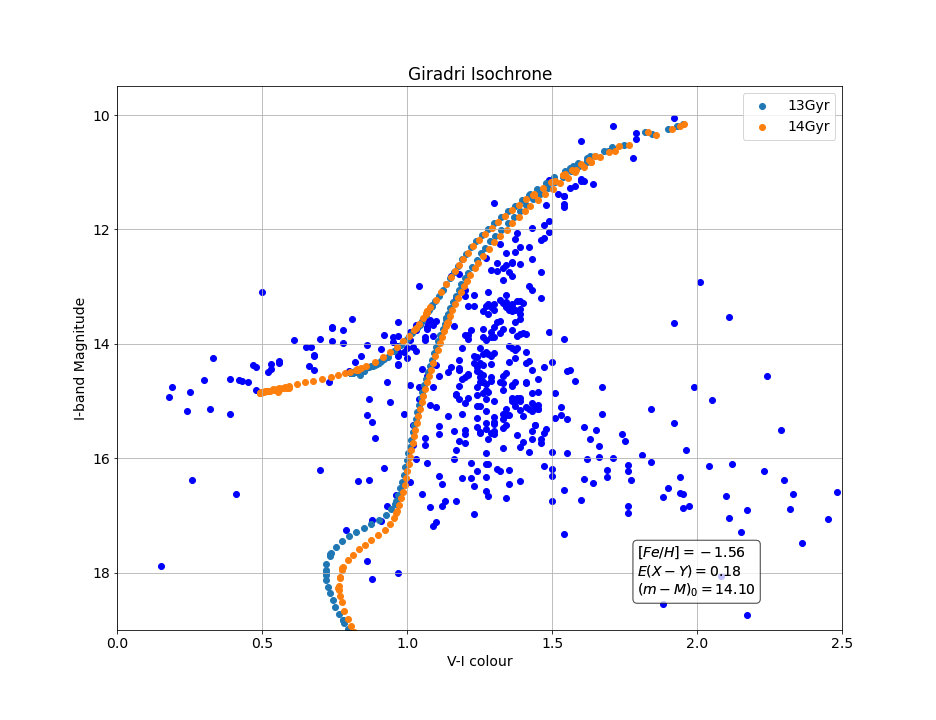 Giradri Isochrone
13Gyr
14Gyr
10
12
14
16
18
I-band Magnitude
[Fe/H] = −1.56
E(X − Y) = 0.18
(m − M)₀ = 14.10
0.0 0.5 1.0 1.5 2.0 2.5
V-I colour